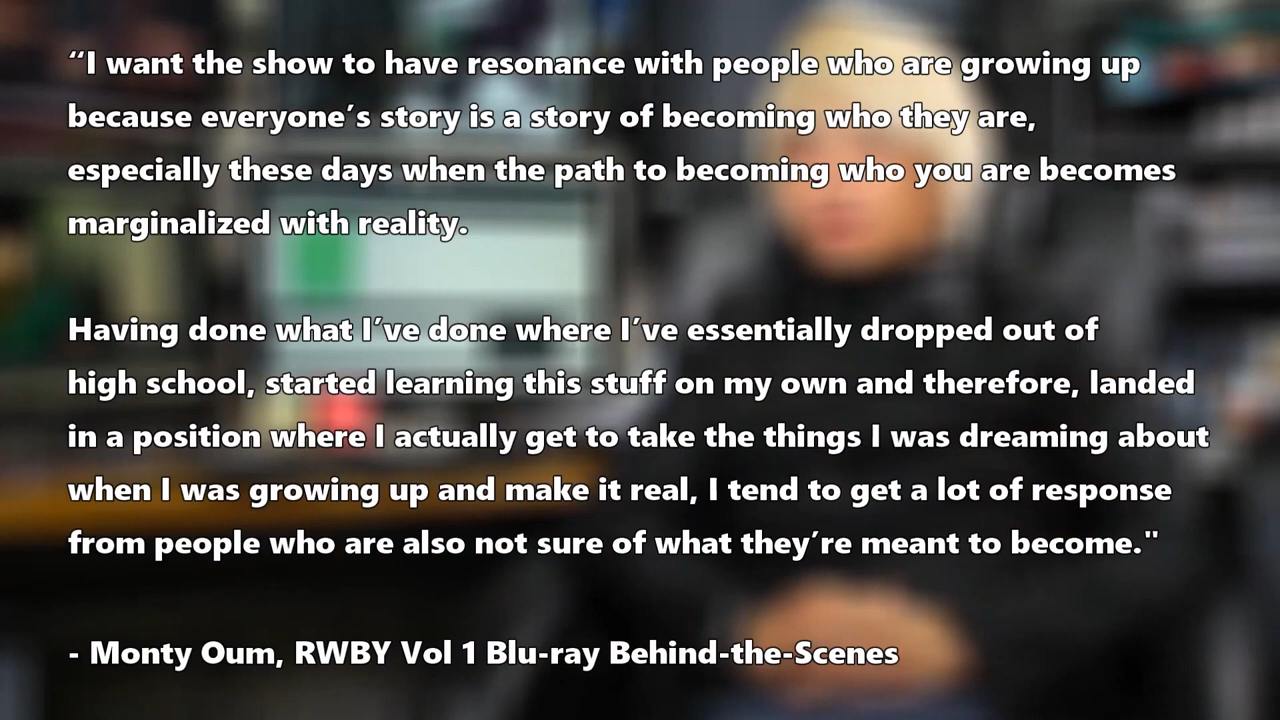 “I want the show to have resonance with people who are growing up
because everyone’s story is a story of becoming who they are,
especially these days when the path to becoming who you are becomes
marginalized with reality.
Having done what I’ve done where I’ve essentially dropped out of
high school, started learning this stuff on my own and therefore, landed
in a position where I actually get to take the things I was dreaming about
when I was growing up and make it real, I tend to get a lot of response
from people who are also not sure of what they’re meant to become."
- Monty Oum, RWBY Vol 1 Blu-ray Behind-the-Scenes